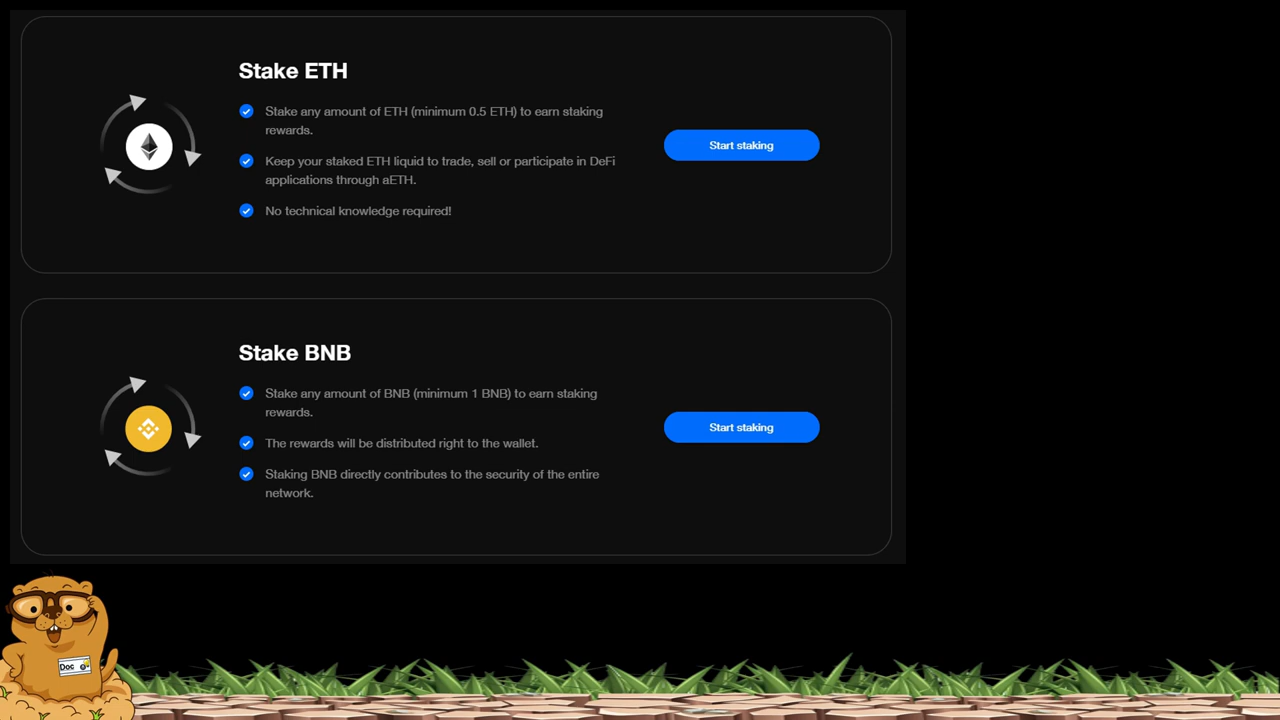 Stake ETH
Stake any amount of ETH (minimum 0.5 ETH) to earn staking
rewards.
Keep your staked ETH liquid to trade, sell or participate in DeFi
applications through aETH.
No technical knowledge required!
Start staking
Stake BNB
Stake any amount of BNB (minimum 1 BNB) to earn staking
rewards.
The rewards will be distributed right to the wallet.
Staking BNB directly contributes to the security of the entire
network.
Start staking
Doc